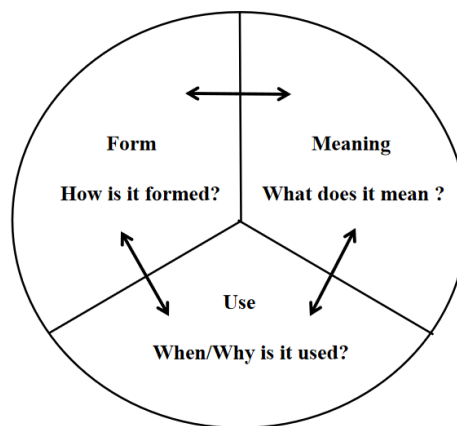 Form
How is it formed?
Meaning
What does it mean ?
Use
When/Why is it used?